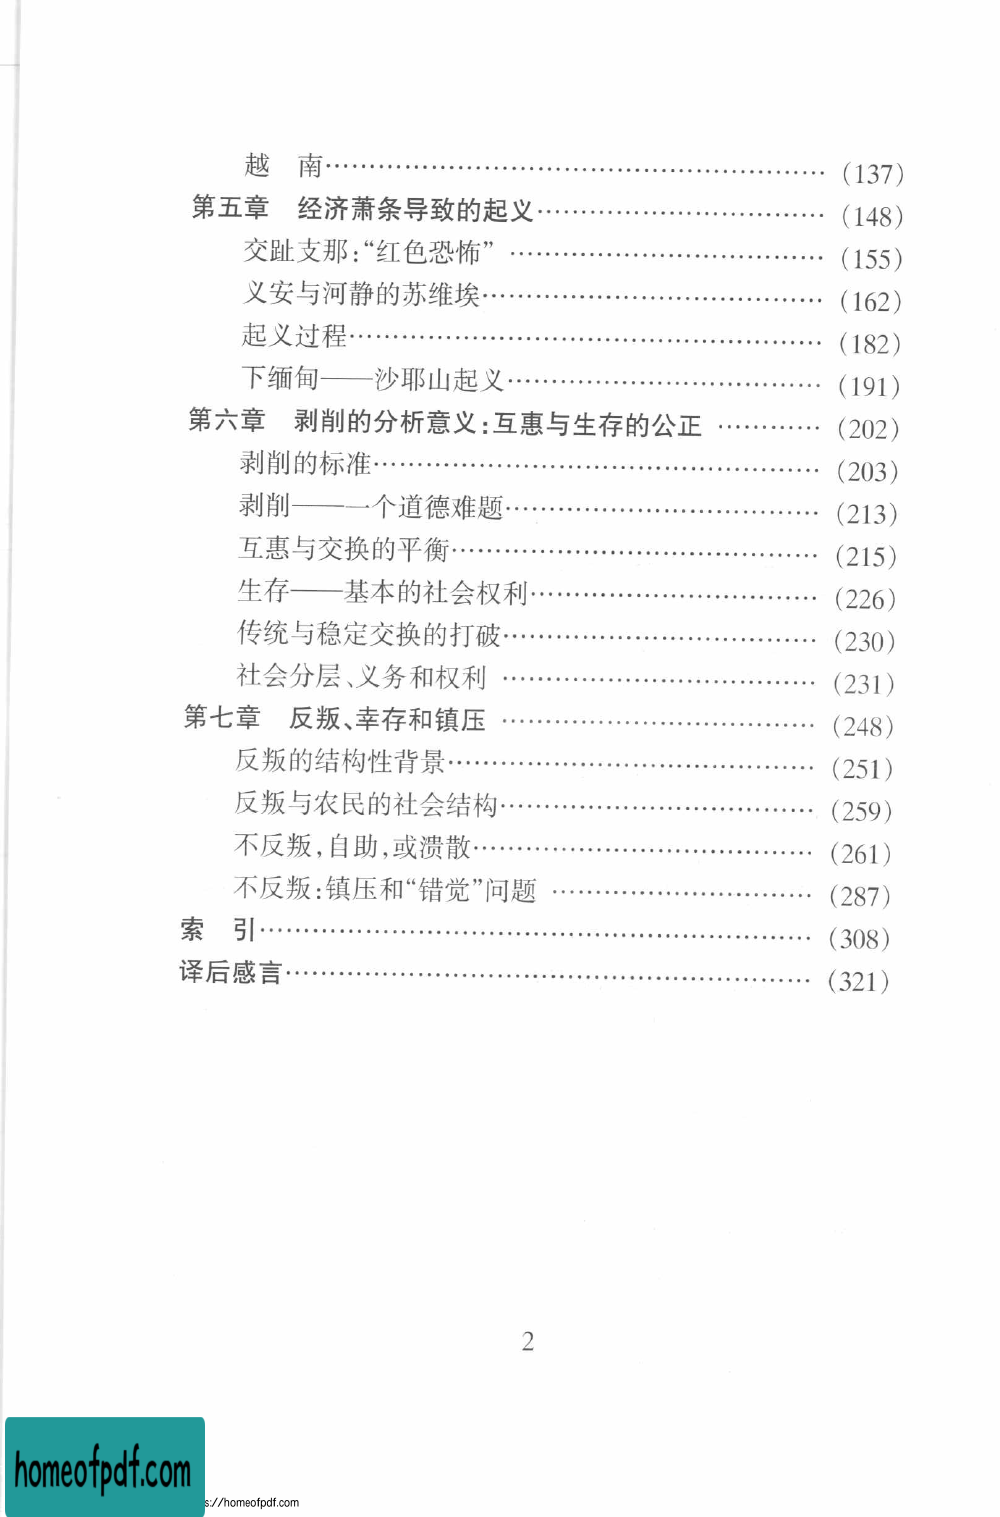 越　南…………………………………………………(137)
第五章　经济萧条导致的起义……………………………(148)
交趾支那:“红色恐怖” ………………………………(155)
义安与河静的苏维埃…………………………………(162)
起义过程………………………………………………(182)
下缅甸——沙耶山起义………………………………(191)
第六章　剥削的分析意义:互惠与生存的公正 …………(202)
剥削的标准……………………………………………(203)
剥削——一个道德难题………………………………(213)
互惠与交换的平衡……………………………………(215)
生存——基本的社会权利……………………………(226)
传统与稳定交换的打破………………………………(230)
社会分层、义务和权利 ………………………………(231)
第七章　反叛、幸存和镇压 ………………………………(248)
反叛的结构性背景……………………………………(251)
反叛与农民的社会结构………………………………(259)
不反叛,自助,或溃散…………………………………(261)
不反叛:镇压和“错觉”问题 …………………………(287)
索　引………………………………………………………(308)
译后感言……………………………………………………(321)
2
homeofpdf.com
s://homeofpdf.com